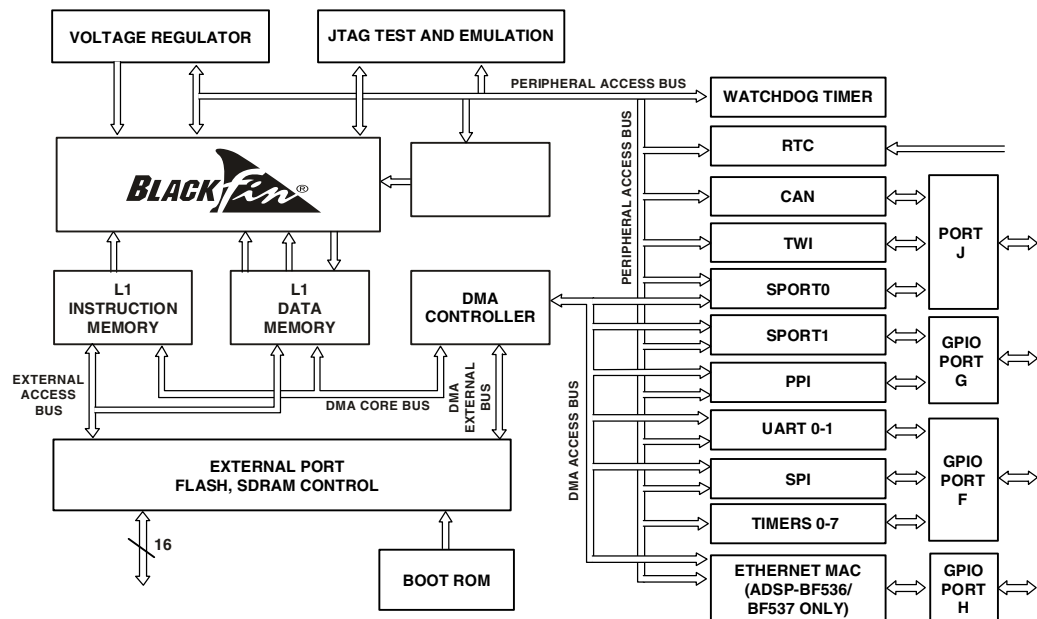 VOLTAGE REGULATOR
JTAG TEST AND EMULATION
PERIPHERAL ACCESS BUS
WATCHDOG TIMER
RTC
BLACKfin®
PERIPHERAL ACCESS BUS
CAN
TWI
PORT
J
L1
INSTRUCTION
MEMORY
L1
DATA
MEMORY
DMA
CONTROLLER
SPORT0
SPORT1
GPIO
PORT
G
PPI
EXTERNAL
ACCESS
BUS
DMA CORE BUS
DMA
EXTERNAL
BUS
DMA ACCESS BUS
UART 0-1
GPIO
PORT
F
SPI
TIMERS 0-7
EXTERNAL PORT
FLASH, SDRAM CONTROL
16
BOOT ROM
ETHERNET MAC
(ADSP-BF536/
BF537 ONLY)
GPIO
PORT
H